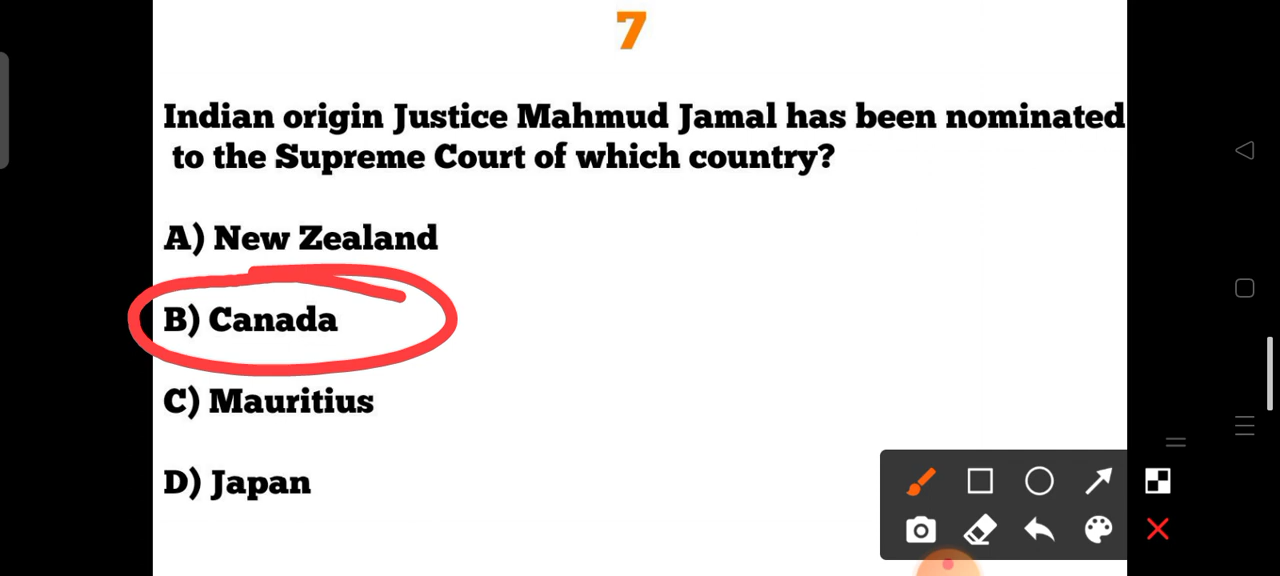 7
Indian origin Justice Mahmud Jamal has been nominated
to the Supreme Court of which country?
A) New Zealand
B) Canada
C) Mauritius
D) Japan